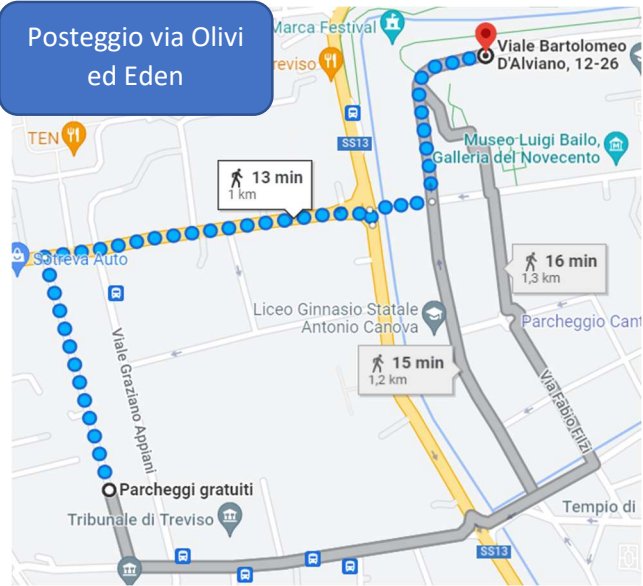 Posteggio via Olivi
ed Eden
Marca Festival
reviso
Viale Bartolomeo
D'Alviano, 12-26
TEN
SS13
Museo Luigi Bailo,
Galleria del Novecento
13 min
1 km
Sotreva Auto
16 min
1,3 km
Liceo Ginnasio Statale
Antonio Canova
Parcheggio Cant
15 min
1,2 km
Viale Graziano Appiani
Via Fabio Filzi
Parcheggi gratuiti
Tribunale di Treviso
Tempio di
SS13